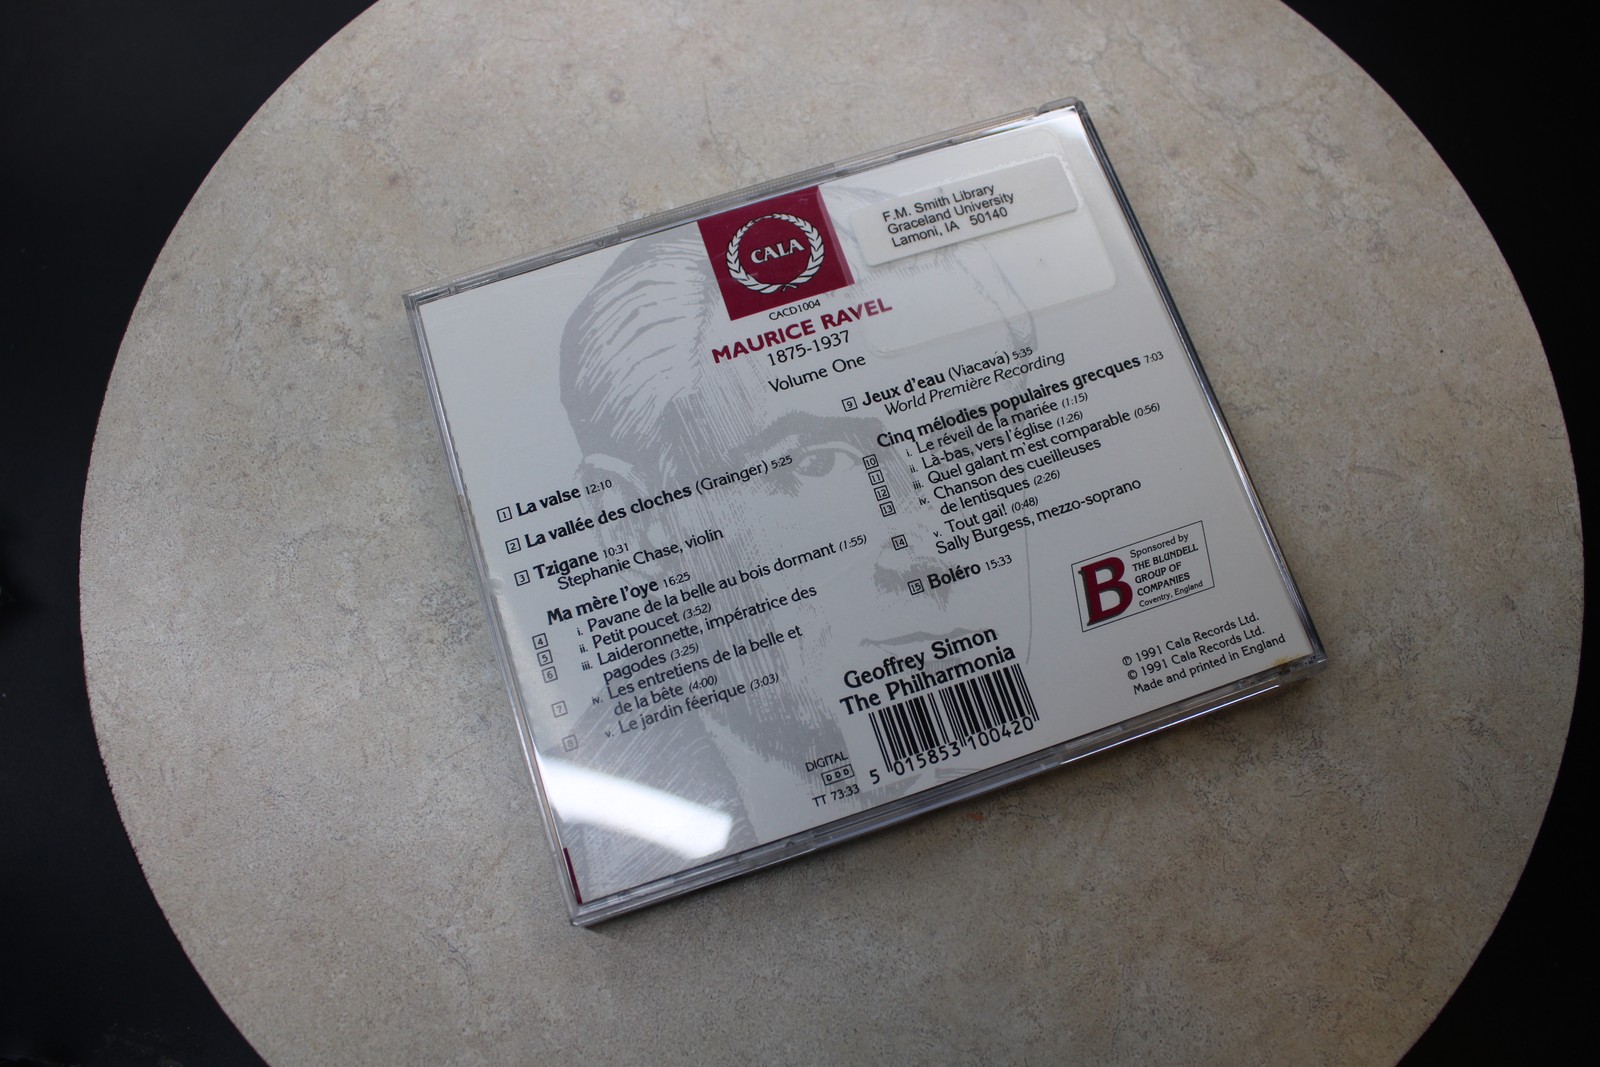 F.M. Smith Library
Graceland University
Lamoni, IA 50140
CALA
CACD1004
MAURICE RAVEL
1875-1937
Volume One
1 La valse 12:10
2 La vallée des cloches (Grainger) 5:25
3 Tzigane 10:31
Stephanie Chase, violin
Ma mère l'oye 16:25
4 i. Pavane de la belle au bois dormant (1:55)
5 ii. Petit poucet (3:52)
6 iii. Laideronnette, impératrice des
pagodes (3:25)
7 iv. Les entretiens de la belle et
de la bête (4:00)
8 v. Le jardin féerique (3:03)
9 Jeux d'eau (Viacava) 5:35
World Première Recording
Cinq mélodies populaires grecques 7:03
10 i. Le réveil de la mariée (1:15)
11 ii. Là-bas, vers l'église (1:26)
12 iii. Quel galant m'est comparable (0:56)
13 iv. Chanson des cueilleuses
de lentisques (2:26)
14 v. Tout gai! (0:48)
Sally Burgess, mezzo-soprano
15 Boléro 15:33
B
Sponsored by
THE BLUNDELL
GROUP OF
COMPANIES
Coventry, England
Geoffrey Simon
The Philharmonia
DIGITAL
DDD
TT 73:33
5 015853 100420
℗ 1991 Cala Records Ltd.
© 1991 Cala Records Ltd.
Made and printed in England